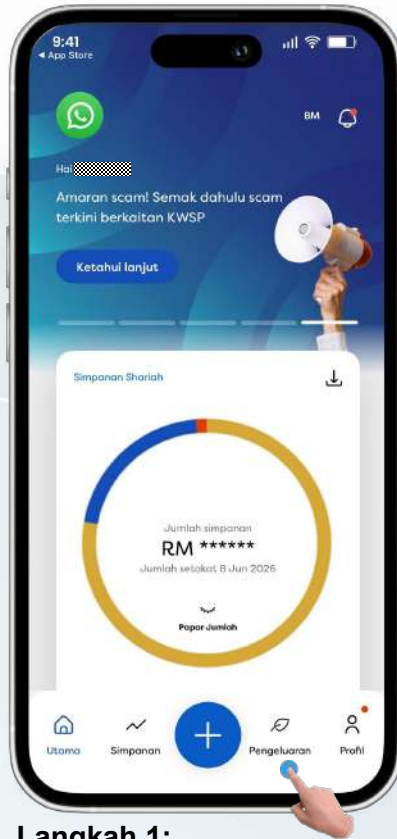 9:41
◀ App Store
BM
Hai
Amaran scam! Semak dahulu scam
terkini berkaitan KWSP
Ketahui lanjut
Simpanan Shariah
Jumlah simpanan
RM ******
Jumlah setakat 8 Jun 2026
Papar Jumlah
Utama
Simpanan
Pengeluaran
Profil
Langkah 1: